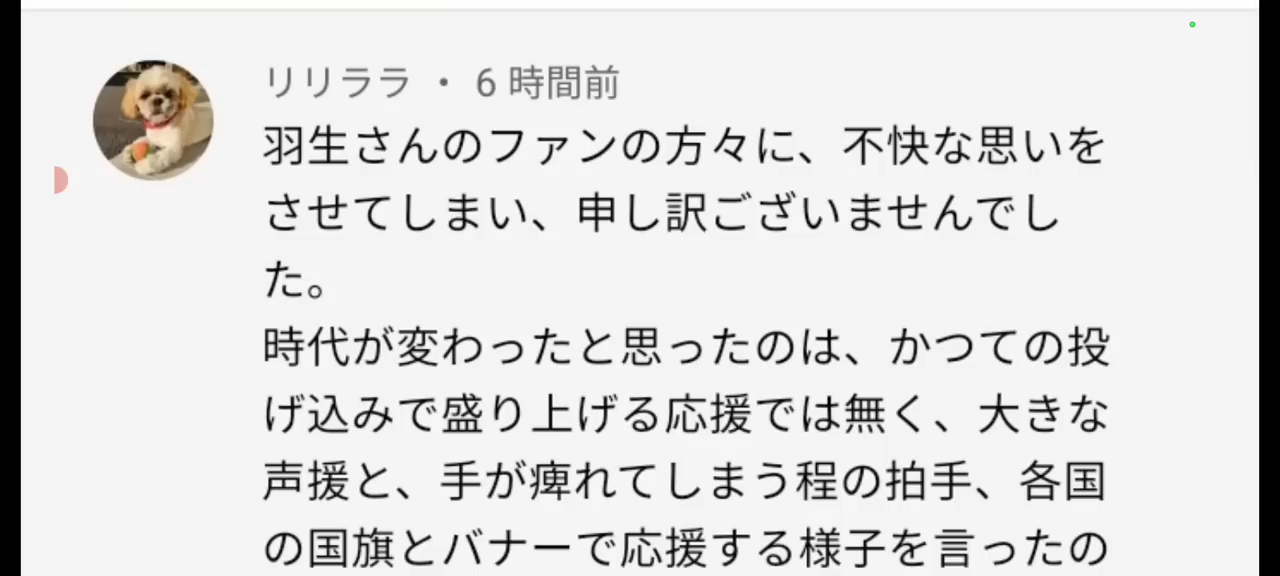 リリララ ・ 6 時間前
羽生さんのファンの方々に、不快な思いを
させてしまい、申し訳ございませんでし
た。
時代が変わったと思ったのは、かつての投
げ込みで盛り上げる応援では無く、大きな
声援と、手が痺れてしまう程の拍手、各国
の国旗とバナーで応援する様子を言ったの